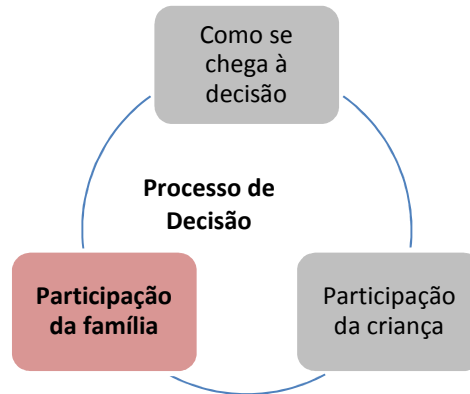 Como se
chega à
decisão
Processo de
Decisão
Participação
da família
Participação
da criança